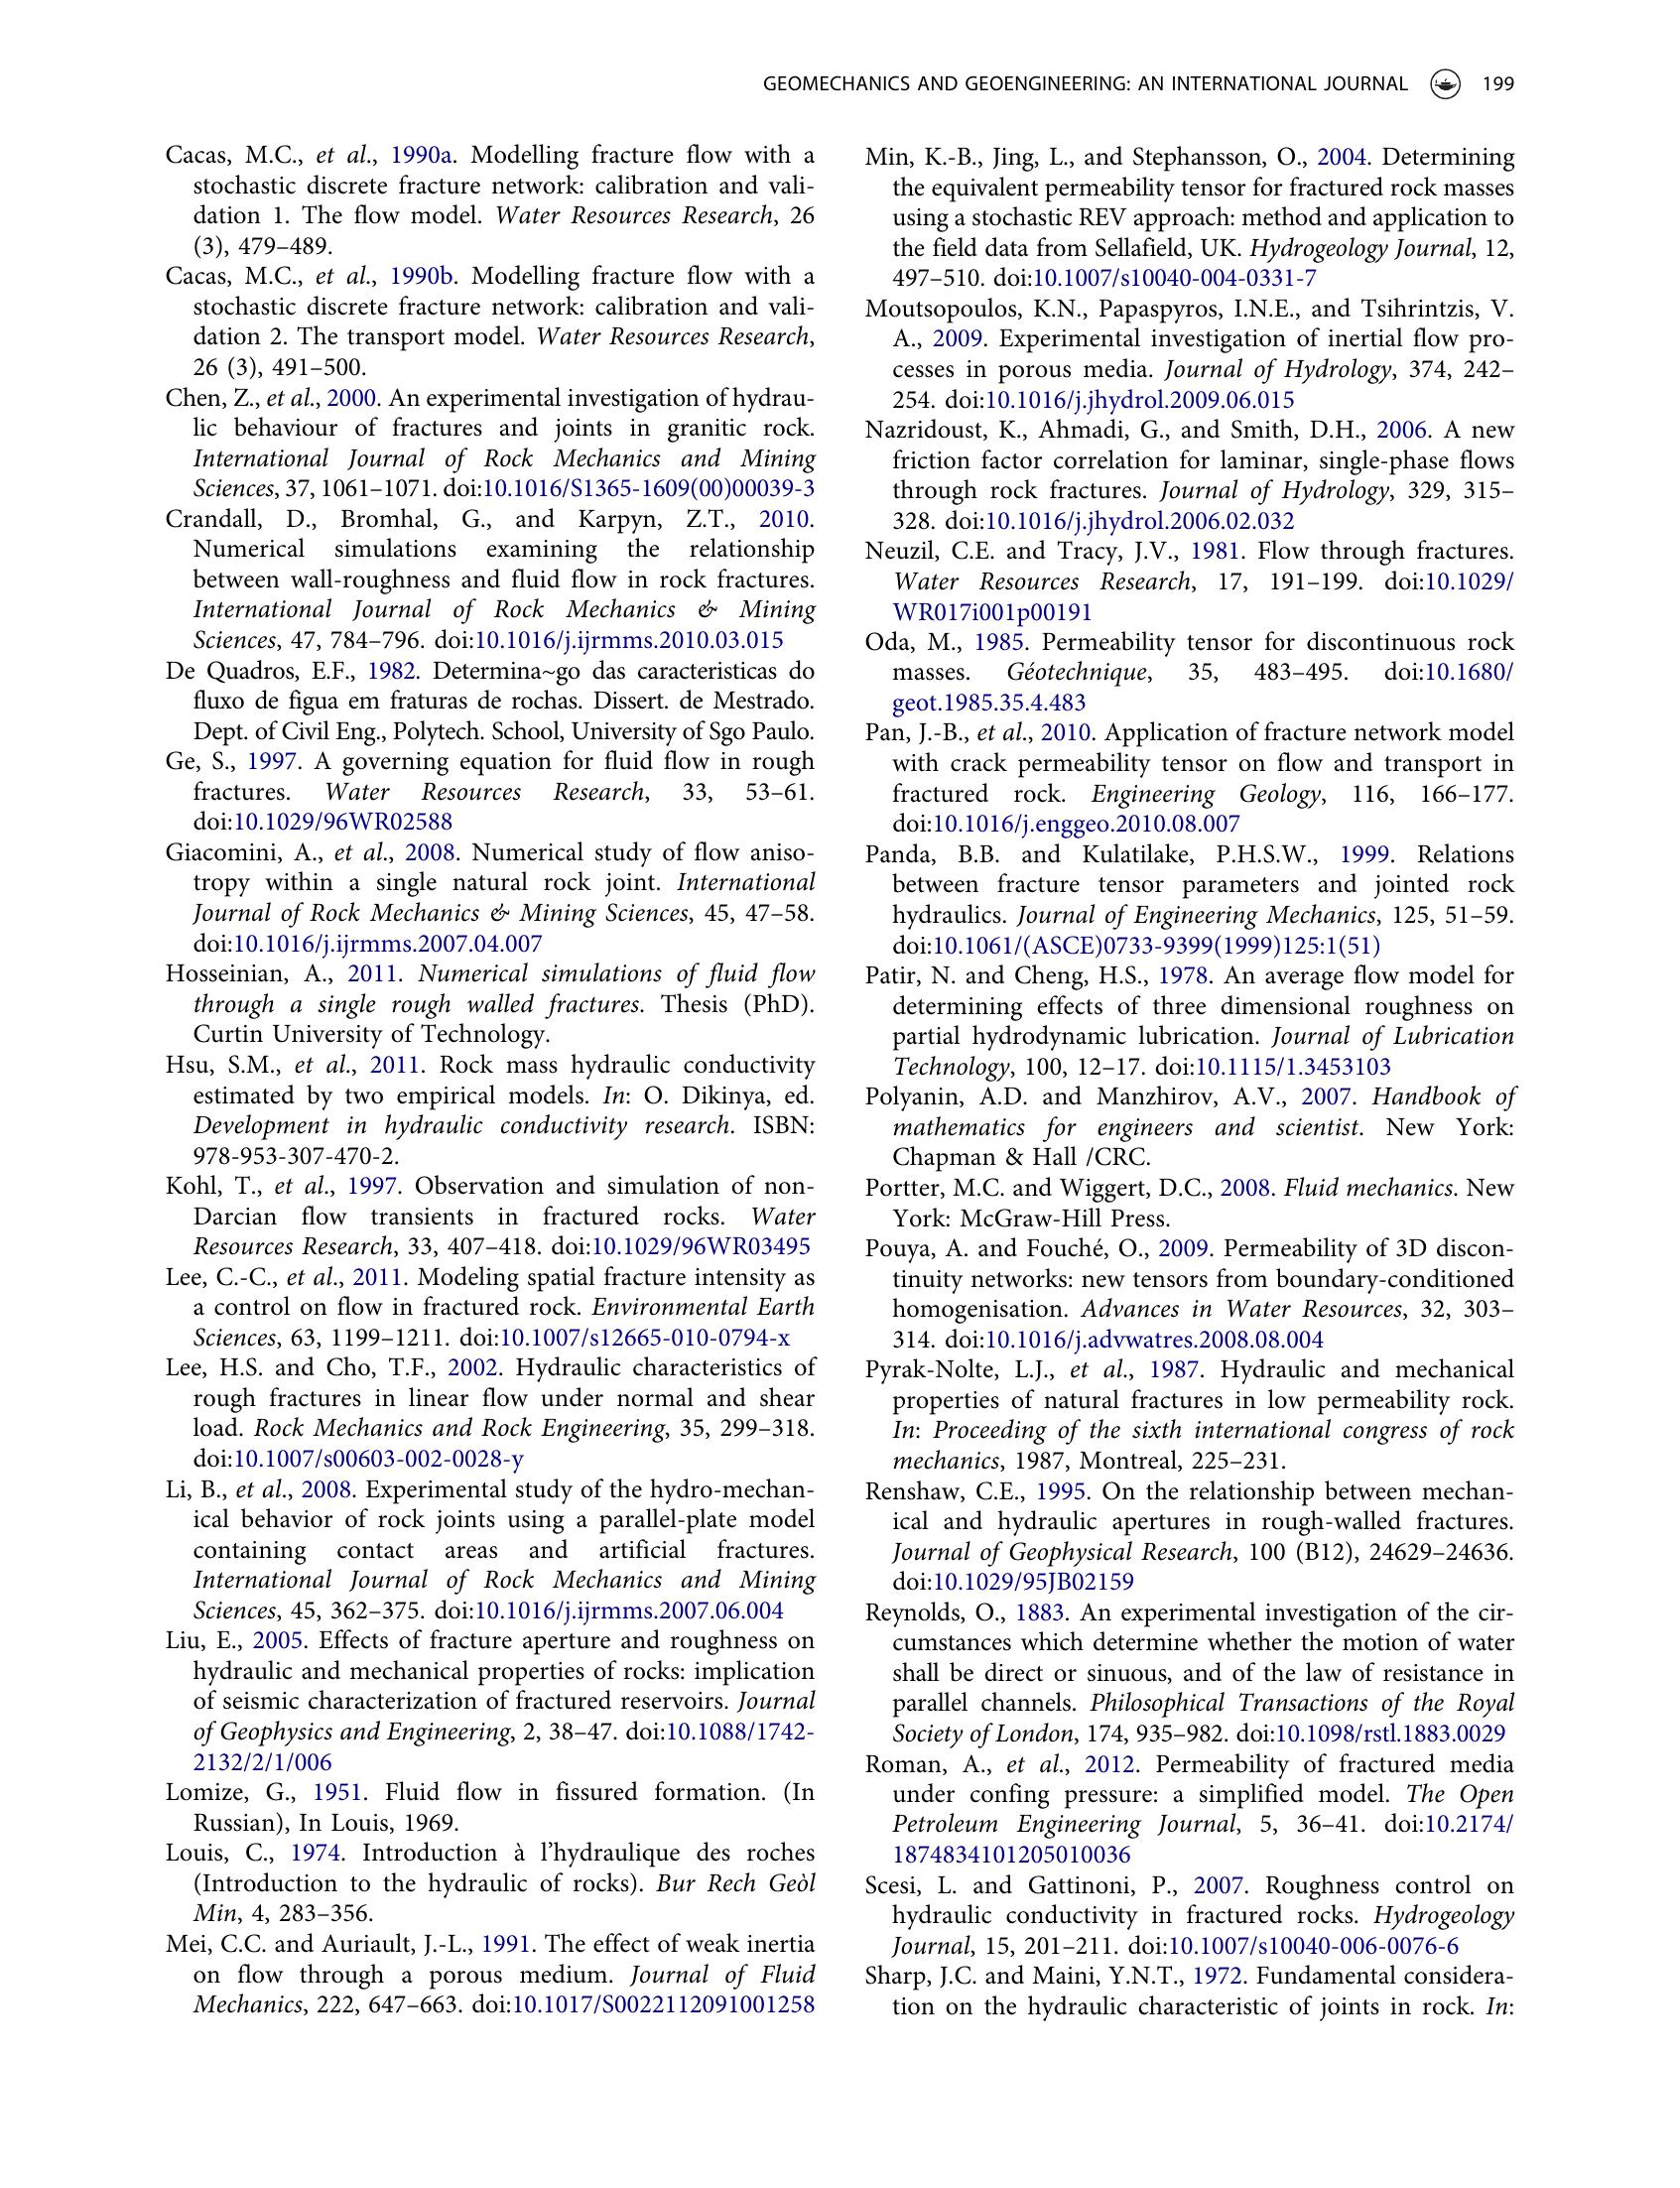 GEOMECHANICS AND GEOENGINEERING: AN INTERNATIONAL JOURNAL 199
Cacas, M.C., et al., 1990a. Modelling fracture flow with a
stochastic discrete fracture network: calibration and vali-
dation 1. The flow model. Water Resources Research, 26
(3), 479–489.
Cacas, M.C., et al., 1990b. Modelling fracture flow with a
stochastic discrete fracture network: calibration and vali-
dation 2. The transport model. Water Resources Research,
26 (3), 491–500.
Chen, Z., et al., 2000. An experimental investigation of hydrau-
lic behaviour of fractures and joints in granitic rock.
International Journal of Rock Mechanics and Mining
Sciences, 37, 1061–1071. doi:10.1016/S1365-1609(00)00039-3
Crandall, D., Bromhal, G., and Karpyn, Z.T., 2010.
Numerical simulations examining the relationship
between wall-roughness and fluid flow in rock fractures.
International Journal of Rock Mechanics & Mining
Sciences, 47, 784–796. doi:10.1016/j.ijrmms.2010.03.015
De Quadros, E.F., 1982. Determina~go das caracteristicas do
fluxo de figua em fraturas de rochas. Dissert. de Mestrado.
Dept. of Civil Eng., Polytech. School, University of Sgo Paulo.
Ge, S., 1997. A governing equation for fluid flow in rough
fractures. Water Resources Research, 33, 53–61.
doi:10.1029/96WR02588
Giacomini, A., et al., 2008. Numerical study of flow aniso-
tropy within a single natural rock joint. International
Journal of Rock Mechanics & Mining Sciences, 45, 47–58.
doi:10.1016/j.ijrmms.2007.04.007
Hosseinian, A., 2011. Numerical simulations of fluid flow
through a single rough walled fractures. Thesis (PhD).
Curtin University of Technology.
Hsu, S.M., et al., 2011. Rock mass hydraulic conductivity
estimated by two empirical models. In: O. Dikinya, ed.
Development in hydraulic conductivity research. ISBN:
978-953-307-470-2.
Kohl, T., et al., 1997. Observation and simulation of non-
Darcian flow transients in fractured rocks. Water
Resources Research, 33, 407–418. doi:10.1029/96WR03495
Lee, C.-C., et al., 2011. Modeling spatial fracture intensity as
a control on flow in fractured rock. Environmental Earth
Sciences, 63, 1199–1211. doi:10.1007/s12665-010-0794-x
Lee, H.S. and Cho, T.F., 2002. Hydraulic characteristics of
rough fractures in linear flow under normal and shear
load. Rock Mechanics and Rock Engineering, 35, 299–318.
doi:10.1007/s00603-002-0028-y
Li, B., et al., 2008. Experimental study of the hydro-mechan-
ical behavior of rock joints using a parallel-plate model
containing contact areas and artificial fractures.
International Journal of Rock Mechanics and Mining
Sciences, 45, 362–375. doi:10.1016/j.ijrmms.2007.06.004
Liu, E., 2005. Effects of fracture aperture and roughness on
hydraulic and mechanical properties of rocks: implication
of seismic characterization of fractured reservoirs. Journal
of Geophysics and Engineering, 2, 38–47. doi:10.1088/1742-
2132/2/1/006
Lomize, G., 1951. Fluid flow in fissured formation. (In
Russian), In Louis, 1969.
Louis, C., 1974. Introduction à l’hydraulique des roches
(Introduction to the hydraulic of rocks). Bur Rech Geòl
Min, 4, 283–356.
Mei, C.C. and Auriault, J.-L., 1991. The effect of weak inertia
on flow through a porous medium. Journal of Fluid
Mechanics, 222, 647–663. doi:10.1017/S0022112091001258
Min, K.-B., Jing, L., and Stephansson, O., 2004. Determining
the equivalent permeability tensor for fractured rock masses
using a stochastic REV approach: method and application to
the field data from Sellafield, UK. Hydrogeology Journal, 12,
497–510. doi:10.1007/s10040-004-0331-7
Moutsopoulos, K.N., Papaspyros, I.N.E., and Tsihrintzis, V.
A., 2009. Experimental investigation of inertial flow pro-
cesses in porous media. Journal of Hydrology, 374, 242–
254. doi:10.1016/j.jhydrol.2009.06.015
Nazridoust, K., Ahmadi, G., and Smith, D.H., 2006. A new
friction factor correlation for laminar, single-phase flows
through rock fractures. Journal of Hydrology, 329, 315–
328. doi:10.1016/j.jhydrol.2006.02.032
Neuzil, C.E. and Tracy, J.V., 1981. Flow through fractures.
Water Resources Research, 17, 191–199. doi:10.1029/
WR017i001p00191
Oda, M., 1985. Permeability tensor for discontinuous rock
masses. Géotechnique, 35, 483–495. doi:10.1680/
geot.1985.35.4.483
Pan, J.-B., et al., 2010. Application of fracture network model
with crack permeability tensor on flow and transport in
fractured rock. Engineering Geology, 116, 166–177.
doi:10.1016/j.enggeo.2010.08.007
Panda, B.B. and Kulatilake, P.H.S.W., 1999. Relations
between fracture tensor parameters and jointed rock
hydraulics. Journal of Engineering Mechanics, 125, 51–59.
doi:10.1061/(ASCE)0733-9399(1999)125:1(51)
Patir, N. and Cheng, H.S., 1978. An average flow model for
determining effects of three dimensional roughness on
partial hydrodynamic lubrication. Journal of Lubrication
Technology, 100, 12–17. doi:10.1115/1.3453103
Polyanin, A.D. and Manzhirov, A.V., 2007. Handbook of
mathematics for engineers and scientist. New York:
Chapman & Hall /CRC.
Portter, M.C. and Wiggert, D.C., 2008. Fluid mechanics. New
York: McGraw-Hill Press.
Pouya, A. and Fouché, O., 2009. Permeability of 3D discon-
tinuity networks: new tensors from boundary-conditioned
homogenisation. Advances in Water Resources, 32, 303–
314. doi:10.1016/j.advwatres.2008.08.004
Pyrak-Nolte, L.J., et al., 1987. Hydraulic and mechanical
properties of natural fractures in low permeability rock.
In: Proceeding of the sixth international congress of rock
mechanics, 1987, Montreal, 225–231.
Renshaw, C.E., 1995. On the relationship between mechan-
ical and hydraulic apertures in rough-walled fractures.
Journal of Geophysical Research, 100 (B12), 24629–24636.
doi:10.1029/95JB02159
Reynolds, O., 1883. An experimental investigation of the cir-
cumstances which determine whether the motion of water
shall be direct or sinuous, and of the law of resistance in
parallel channels. Philosophical Transactions of the Royal
Society of London, 174, 935–982. doi:10.1098/rstl.1883.0029
Roman, A., et al., 2012. Permeability of fractured media
under confing pressure: a simplified model. The Open
Petroleum Engineering Journal, 5, 36–41. doi:10.2174/
1874834101205010036
Scesi, L. and Gattinoni, P., 2007. Roughness control on
hydraulic conductivity in fractured rocks. Hydrogeology
Journal, 15, 201–211. doi:10.1007/s10040-006-0076-6
Sharp, J.C. and Maini, Y.N.T., 1972. Fundamental considera-
tion on the hydraulic characteristic of joints in rock. In: